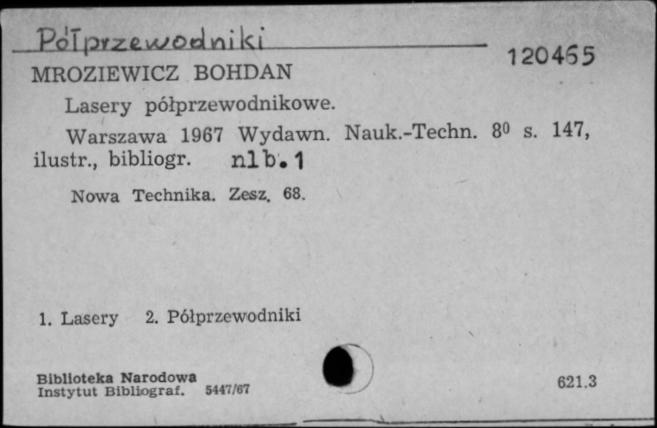 Półprzewodniki
120465
MROZIEWICZ BOHDAN
Lasery półprzewodnikowe.
Warszawa 1967 Wydawn. Nauk.-Techn. 8⁰ s. 147,
ilustr., bibliogr. nlb.1
Nowa Technika. Zesz. 68.
1. Lasery 2. Półprzewodniki
Biblioteka Narodowa
Instytut Bibliograf. 5447/67
621.3